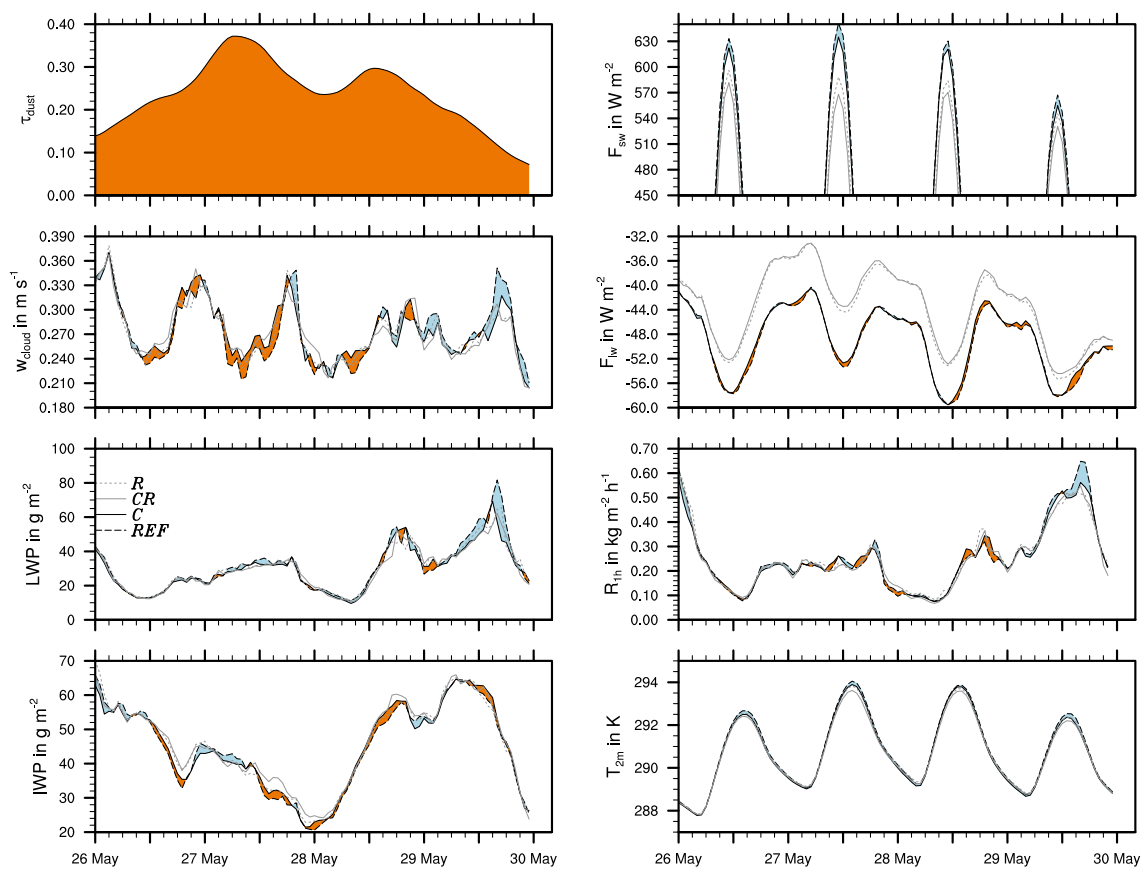 0.40
0.30
0.20
0.10
0.00
τdust
630
600
570
540
510
480
450
Fsw in W m-2
0.390
0.360
0.330
0.300
0.270
0.240
0.210
0.180
wcloud in m s-1
-32.0
-36.0
-40.0
-44.0
-48.0
-52.0
-56.0
-60.0
Flw in W m-2
100
80
60
40
20
0
LWP in g m-2
R
CR
C
REF
0.70
0.60
0.50
0.40
0.30
0.20
0.10
0.00
R1h in kg m-2 h-1
70
60
50
40
30
20
IWP in g m-2
26 May
27 May
28 May
29 May
30 May
294
292
290
288
T2m in K
26 May
27 May
28 May
29 May
30 May